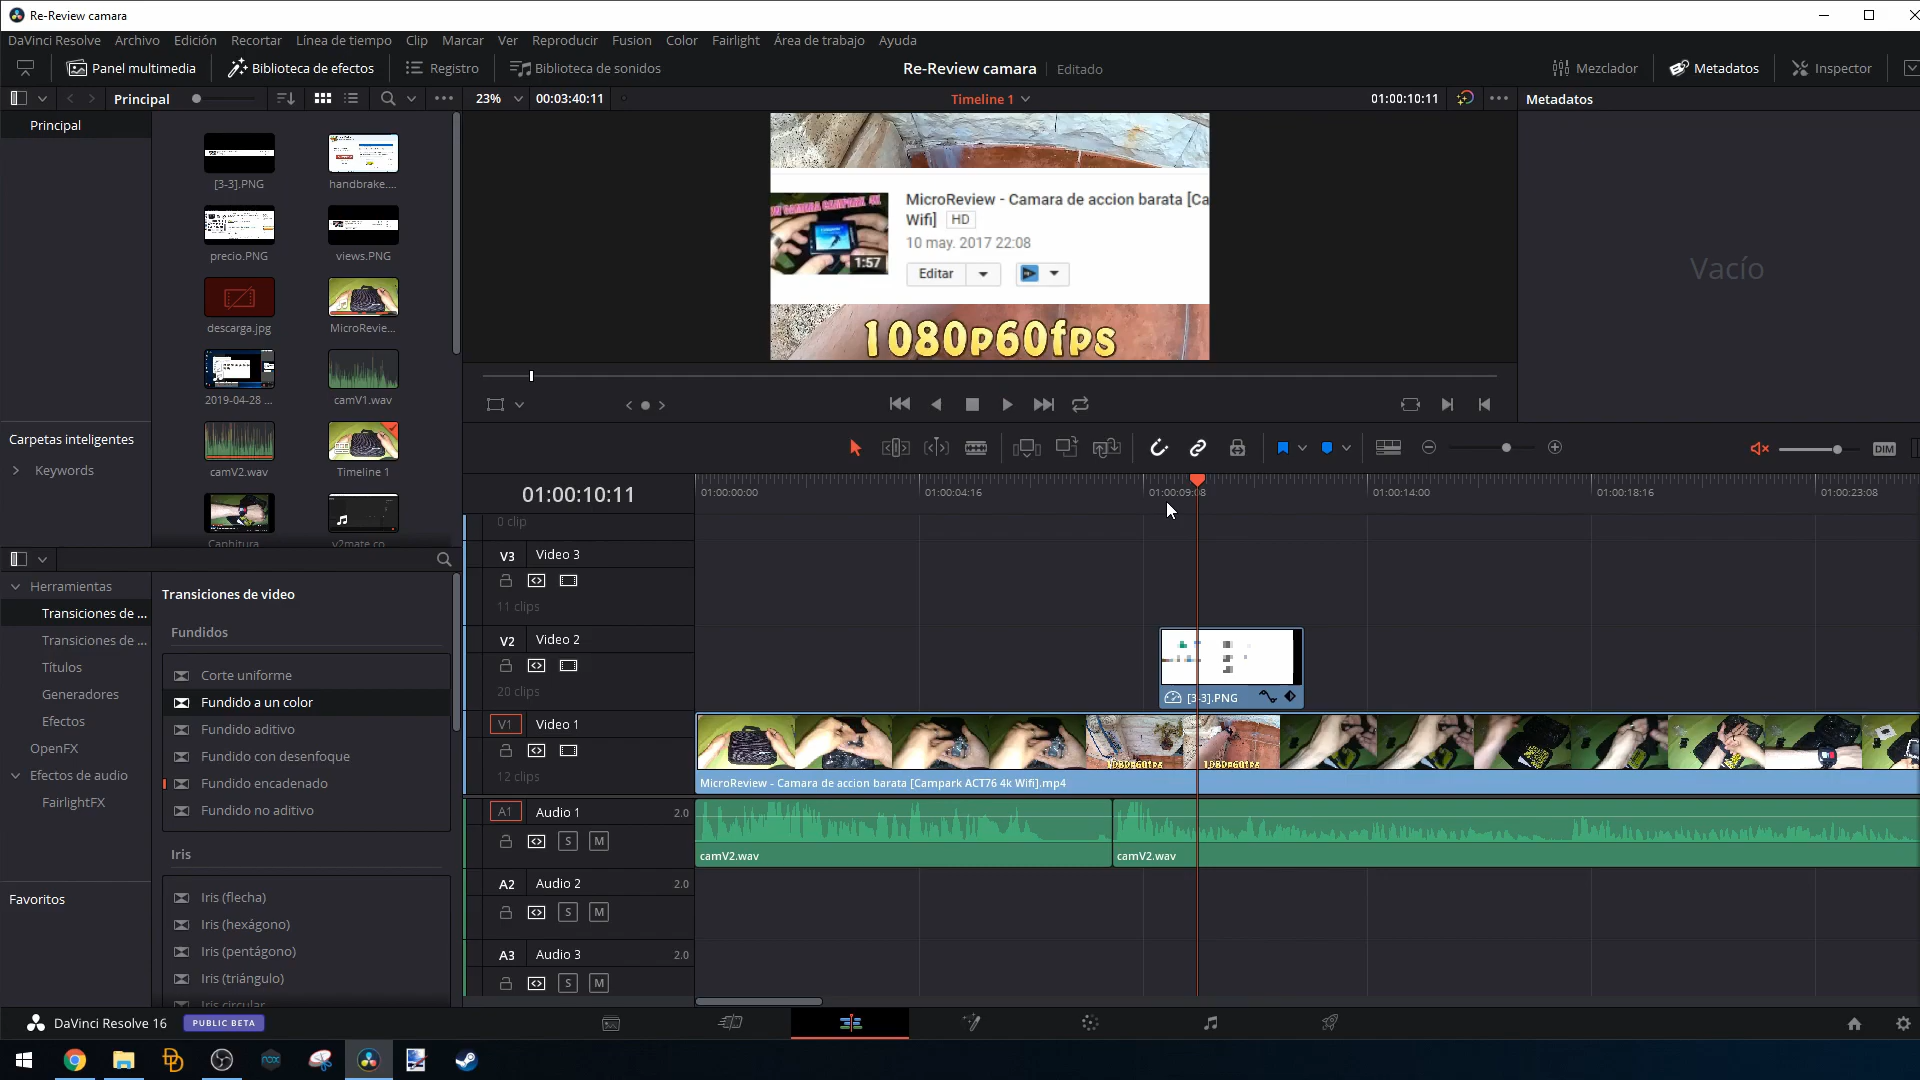 Re-Review camara
DaVinci Resolve Archivo Edición Recortar Línea de tiempo Clip Marcar Ver Reproducir Fusion Color Fairlight Área de trabajo Ayuda
Panel multimedia Biblioteca de efectos Registro Biblioteca de sonidos Re-Review camara Editado Mezclador Metadatos Inspector
Principal 23% 00:03:40:11 Timeline 1 01:00:10:11 Metadatos
Principal
[3-3].PNG handbrake....
precio.PNG views.PNG
descarga.jpg MicroRevie...
2019-04-28 ... camV1.wav
camV2.wav Timeline 1
Carpetas inteligentes
Keywords
MicroReview - Camara de accion barata [Ca
Wifi] HD
10 may. 2017 22:08
1:57
Editar
1080p60fps
Vacío
DIM
01:00:10:11
01:00:00:00 01:00:04:16 01:00:09:08 01:00:14:00 01:00:18:16 01:00:23:08
0 clip
V3 Video 3
11 clips
V2 Video 2
20 clips
[3-3].PNG
V1 Video 1
12 clips
1080p60fps 1080p60fps
MicroReview - Camara de accion barata [Campark ACT76 4k Wifi].mp4
A1 Audio 1 2.0
S M
camV2.wav camV2.wav
A2 Audio 2 2.0
S M
A3 Audio 3 2.0
S M
Herramientas
Transiciones de ...
Transiciones de ...
Títulos
Generadores
Efectos
OpenFX
Efectos de audio
FairlightFX
Favoritos
Transiciones de video
Fundidos
Corte uniforme
Fundido a un color
Fundido aditivo
Fundido con desenfoque
Fundido encadenado
Fundido no aditivo
Iris
Iris (flecha)
Iris (hexágono)
Iris (pentágono)
Iris (triángulo)
Iris circular
DaVinci Resolve 16 PUBLIC BETA